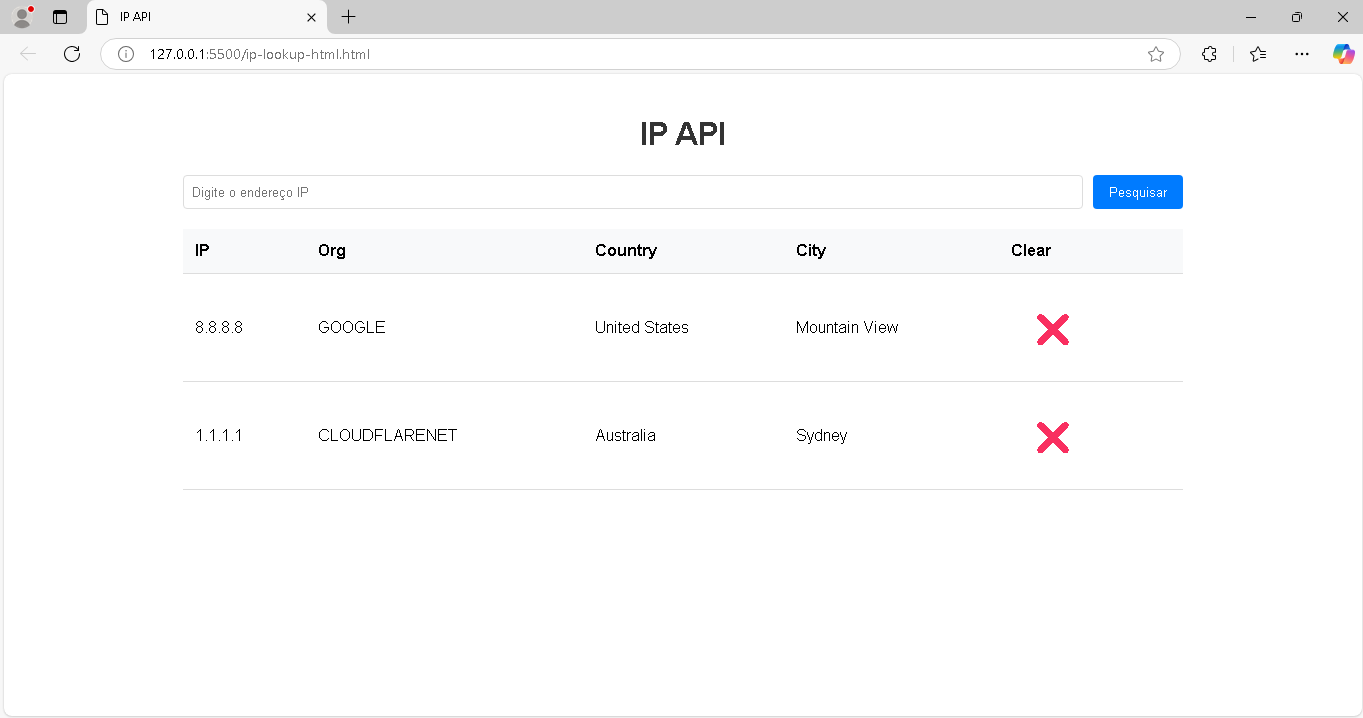 IP API
127.0.0.1:5500/ip-lookup-html.html
IP API
Digite o endereço IP
Pesquisar
IP Org Country City Clear
8.8.8.8 GOOGLE United States Mountain View
1.1.1.1 CLOUDFLARENET Australia Sydney